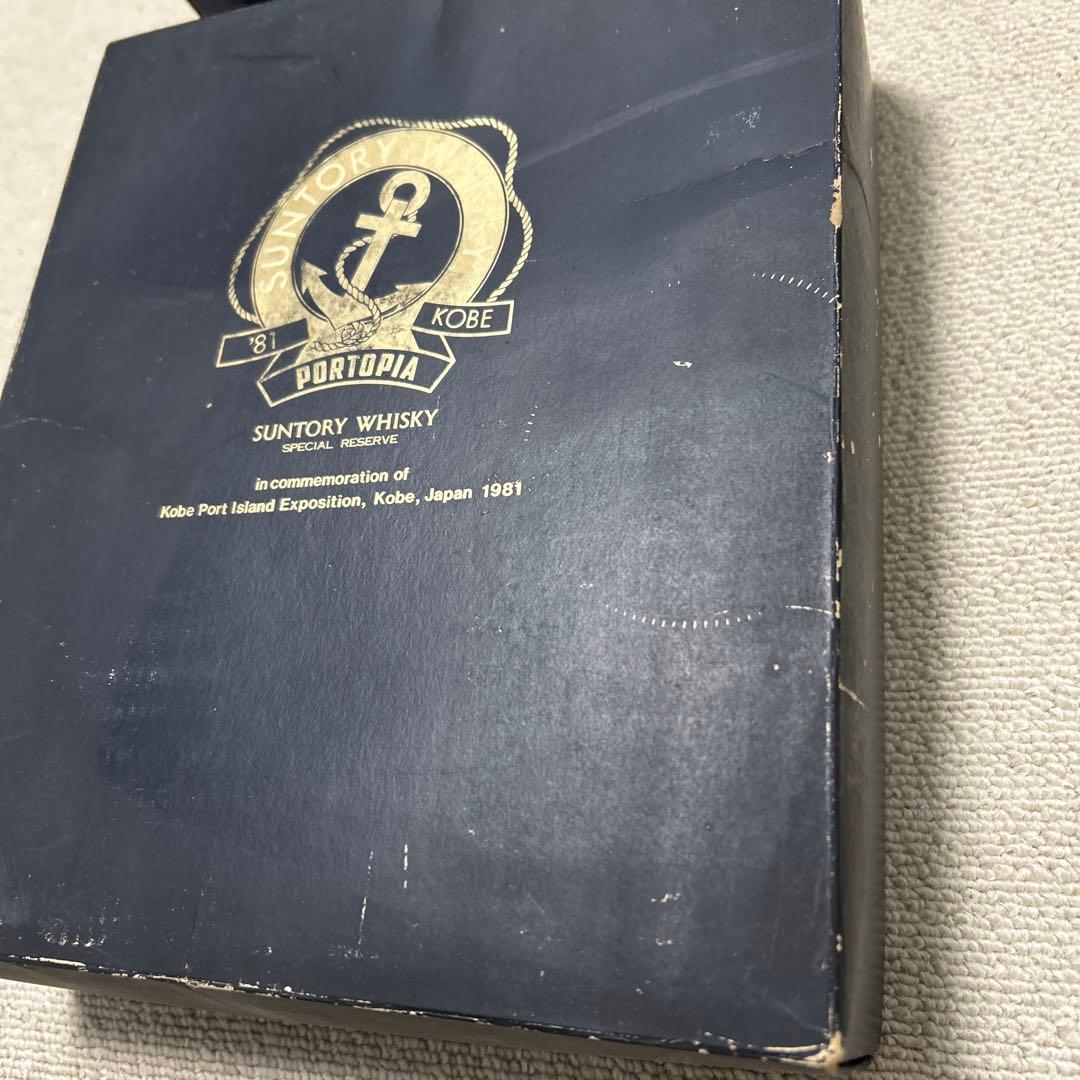 SUNTORY WHISKY
'81
KOBE
PORTOPIA
SUNTORY WHISKY
SPECIAL RESERVE
in commemoration of
Kobe Port Island Exposition, Kobe, Japan 1981